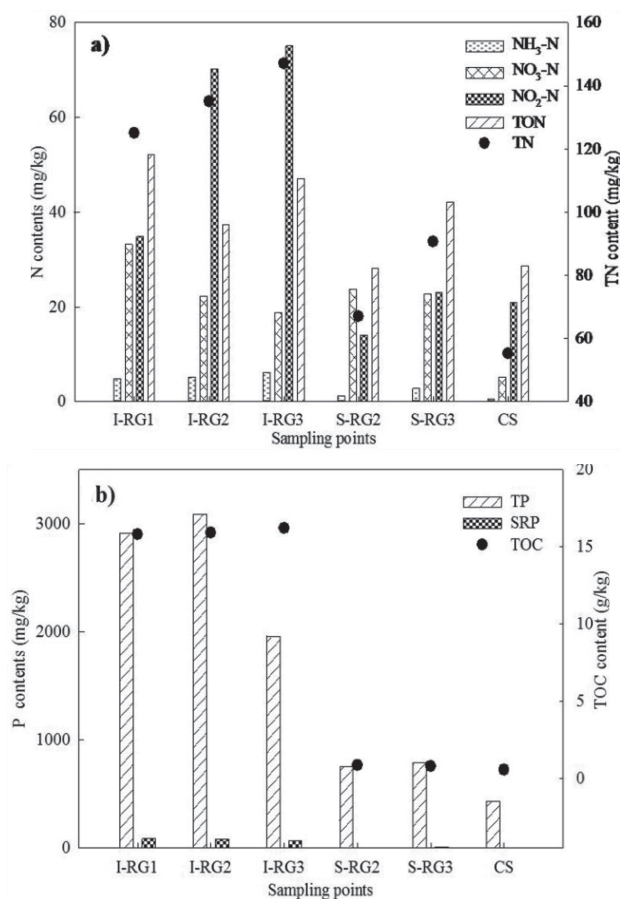 a)
80
60
40
20
0
N contents (mg/kg)
NH3-N
NO3-N
NO2-N
TON
TN
160
140
120
100
80
60
40
TN content (mg/kg)
I-RG1 I-RG2 I-RG3 S-RG2 S-RG3 CS
Sampling points
b)
3000
2000
1000
0
P contents (mg/kg)
TP
SRP
TOC
20
15
10
5
0
TOC content (g/kg)
I-RG1 I-RG2 I-RG3 S-RG2 S-RG3 CS
Sampling points